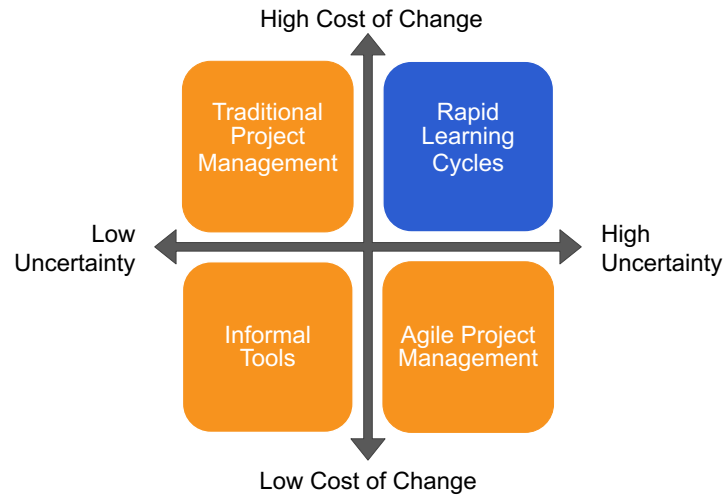 High Cost of Change
Traditional
Project
Management
Rapid
Learning
Cycles
Low
Uncertainty
High
Uncertainty
Informal
Tools
Agile Project
Management
Low Cost of Change